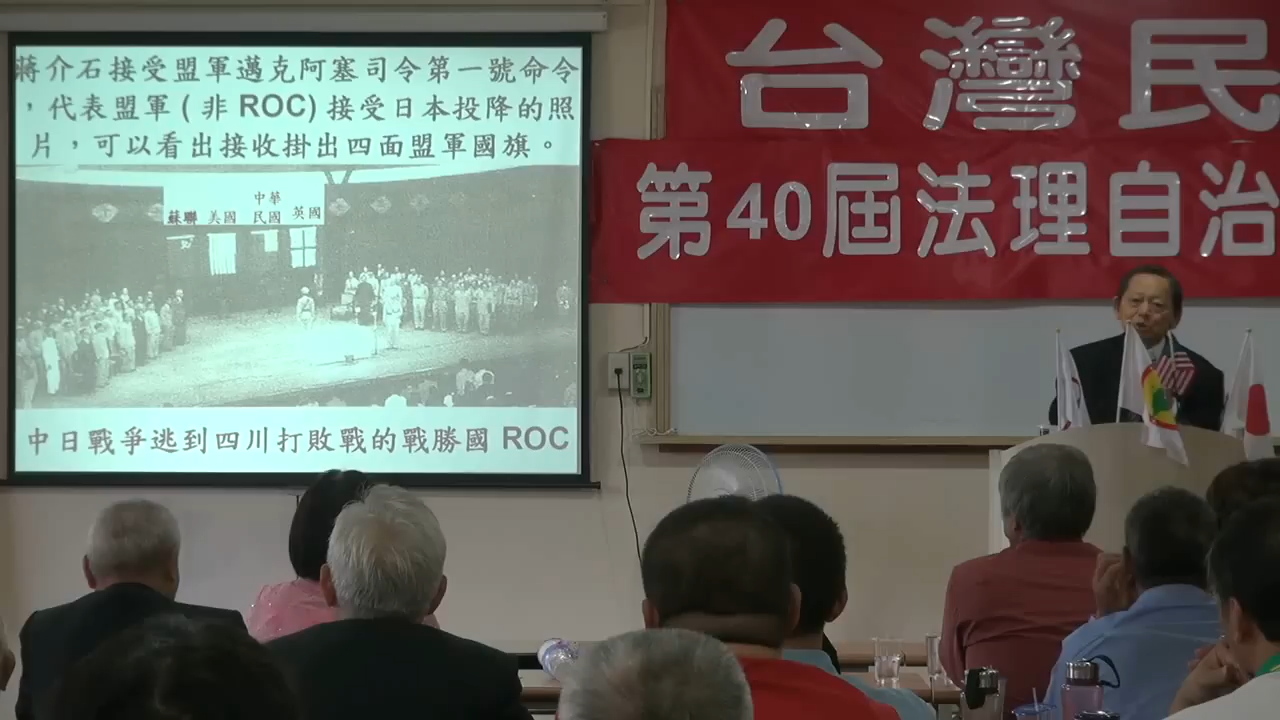 蔣介石接受盟軍邁克阿塞司令第一號命令
，代表盟軍(非ROC)接受日本投降的照
片，可以看出接收掛出四面盟軍國旗。
中華
蘇聯 美國 民國 英國
中日戰爭逃到四川打敗戰的戰勝國 ROC
台灣民
第40屆法理自治